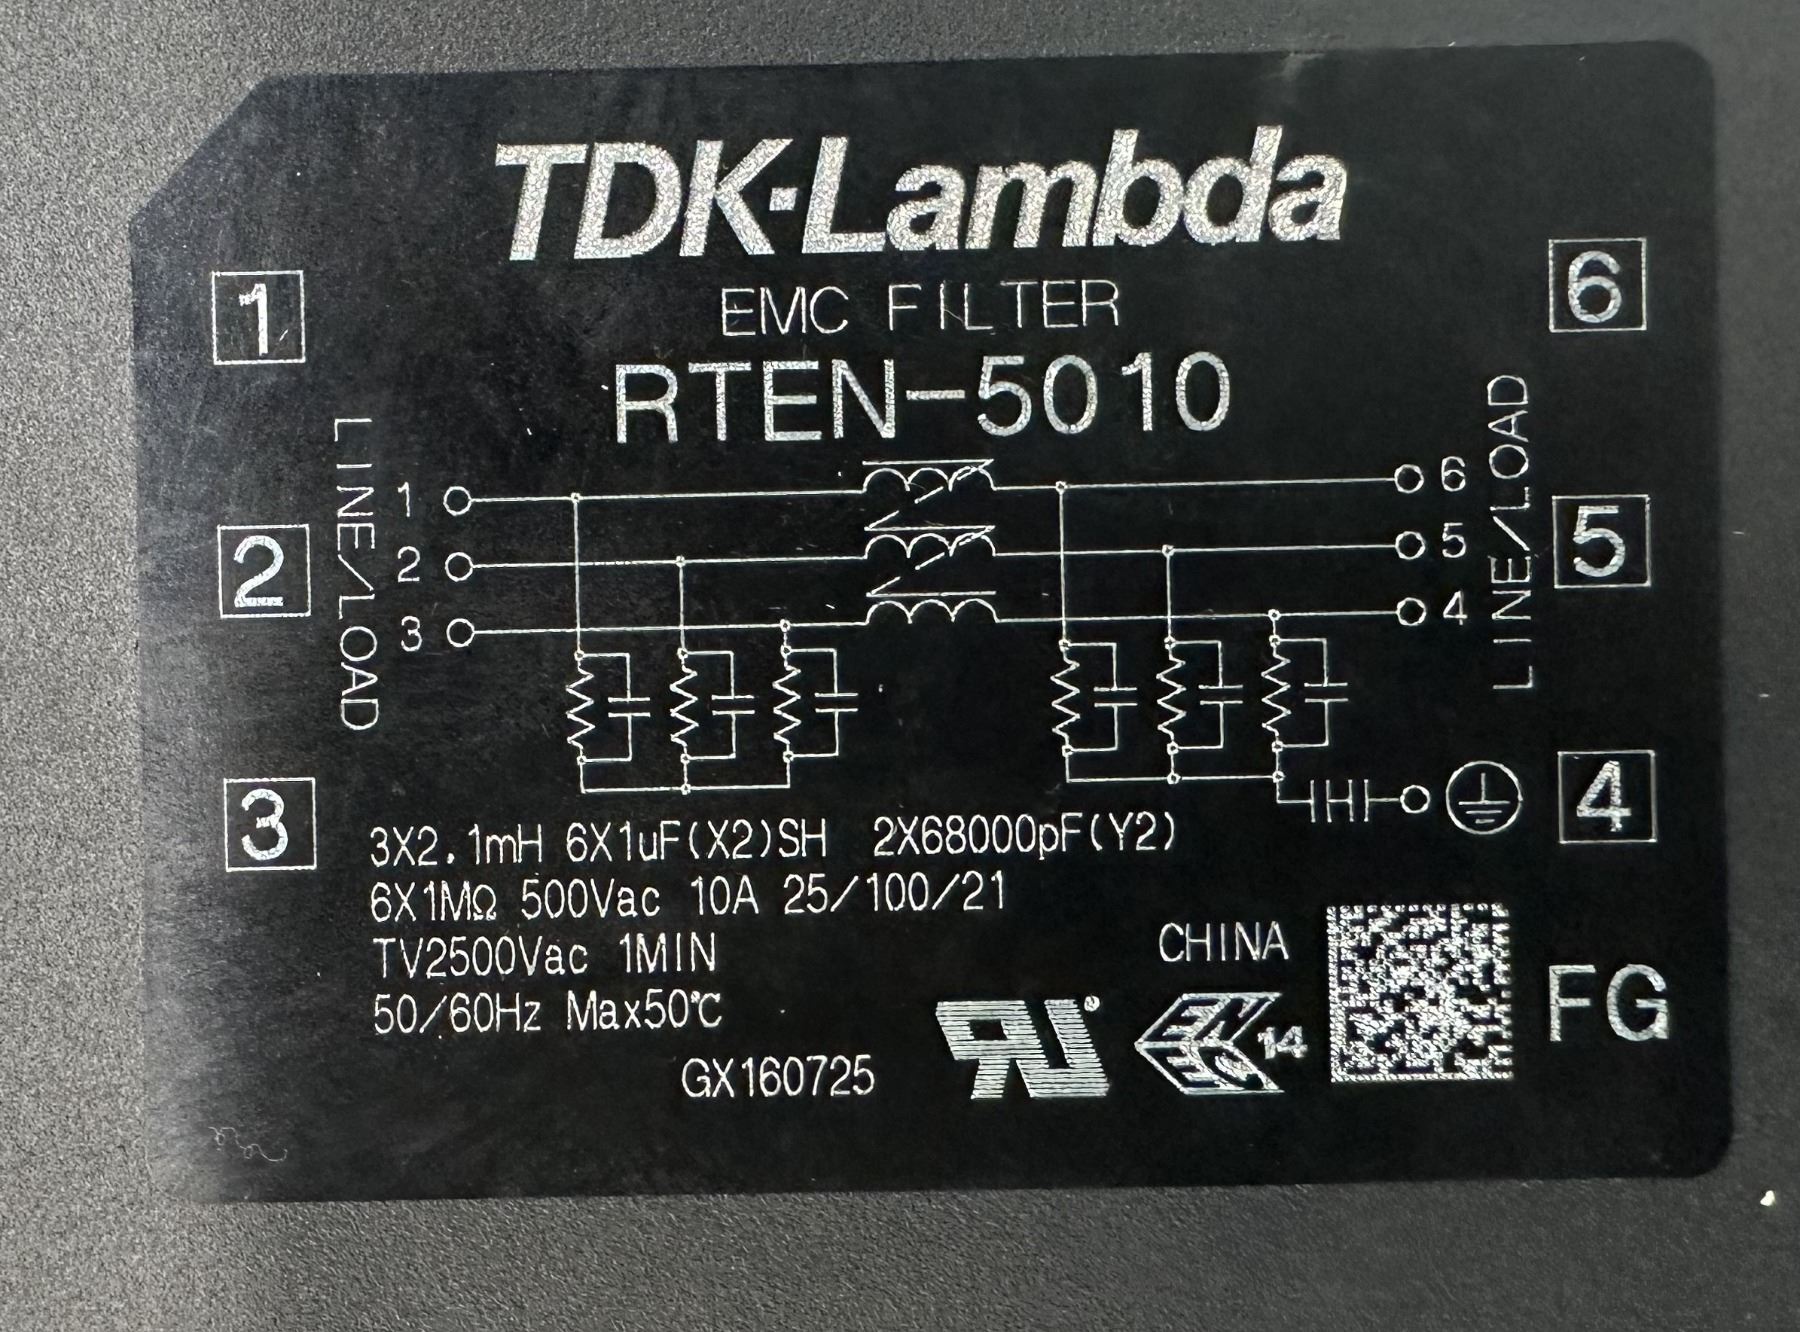 TDK·Lambda
EMC FILTER
RTEN-5010
1
2
3
LINE/LOAD
1
2
3
6
5
4
LINE/LOAD
6
5
4
3X2.1mH 6X1uF(X2)SH 2X68000pF(Y2)
6X1MΩ 500Vac 10A 25/100/21
TV2500Vac 1MIN
50/60Hz Max50℃
GX160725
CHINA
RU®
ENEC 14
FG